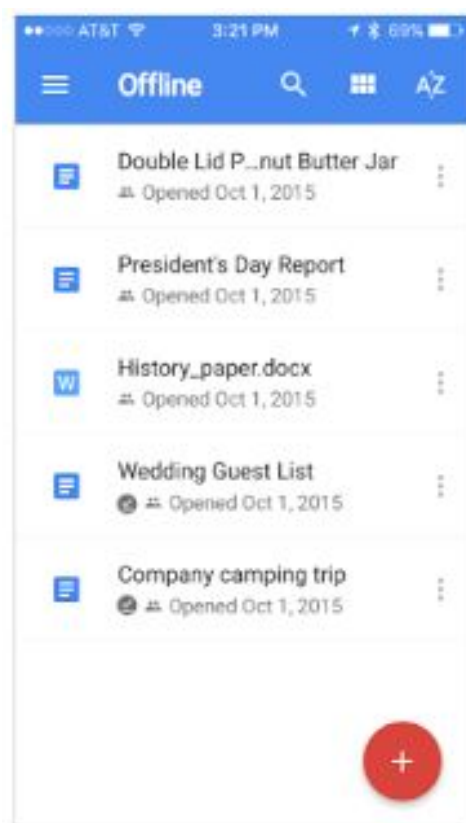 AT&T 3:21 PM 69%
Offline AZ
Double Lid P...nut Butter Jar
Opened Oct 1, 2015
President's Day Report
Opened Oct 1, 2015
W
History_paper.docx
Opened Oct 1, 2015
Wedding Guest List
Opened Oct 1, 2015
Company camping trip
Opened Oct 1, 2015
+